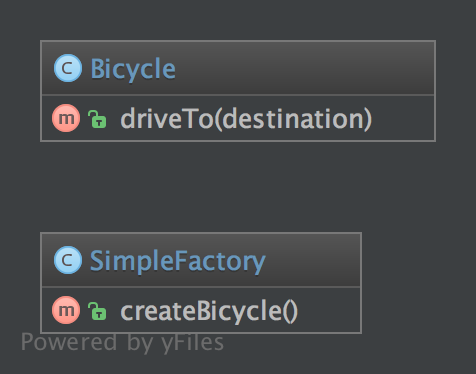 C Bicycle
m driveTo(destination)
C SimpleFactory
m createBicycle()
Powered by yFiles